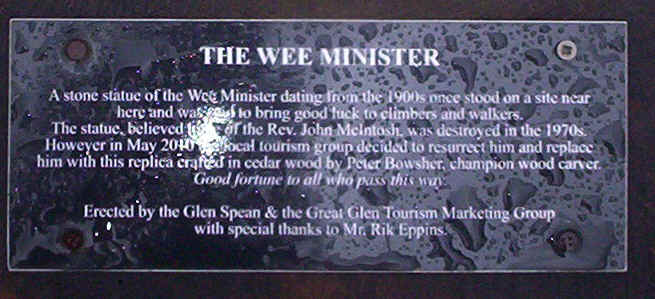 THE WEE MINISTER
A stone statue of the Wee Minister dating from the 1900s once stood on a site near
here and was said to bring good luck to climbers and walkers.
The statue, believed to be of the Rev. John McIntosh, was destroyed in the 1970s.
However in May 2010 local tourism group decided to resurrect him and replace
him with this replica crafted in cedar wood by Peter Bowsher, champion wood carver.
Good fortune to all who pass this way.
Erected by the Glen Spean & the Great Glen Tourism Marketing Group
with special thanks to Mr. Rik Eppins.